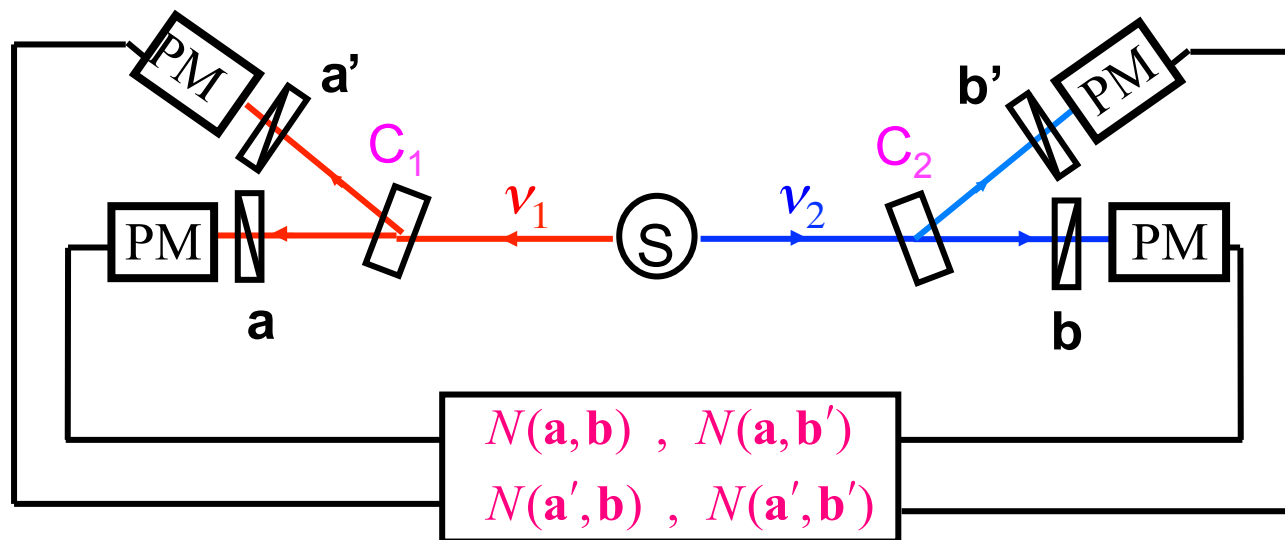 PM
a’
b’
PM
C₁
C₂
ν₁
S
ν₂
PM
a
b
PM
N(a,b) , N(a,b′)
N(a′,b) , N(a′,b′)